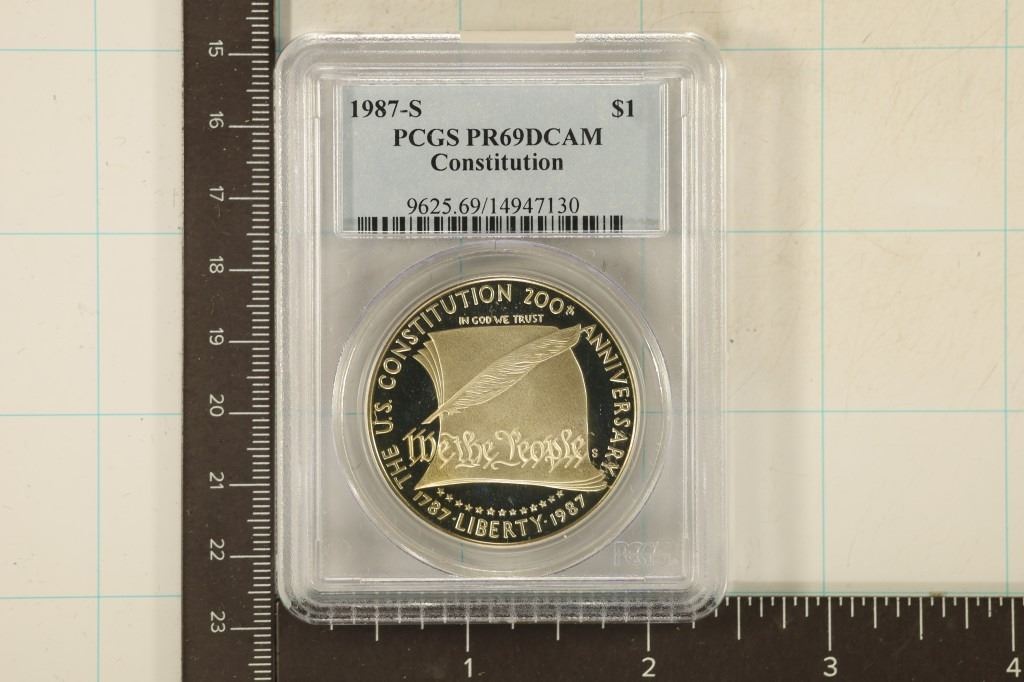 1987-S $1
PCGS PR69DCAM
Constitution
9625.69/14947130
THE U.S. CONSTITUTION 200th ANNIVERSARY
IN GOD WE TRUST
We the People
S
1787·LIBERTY·1987
PCGS
15
16
17
18
19
20
21
22
23
1 2 3 4